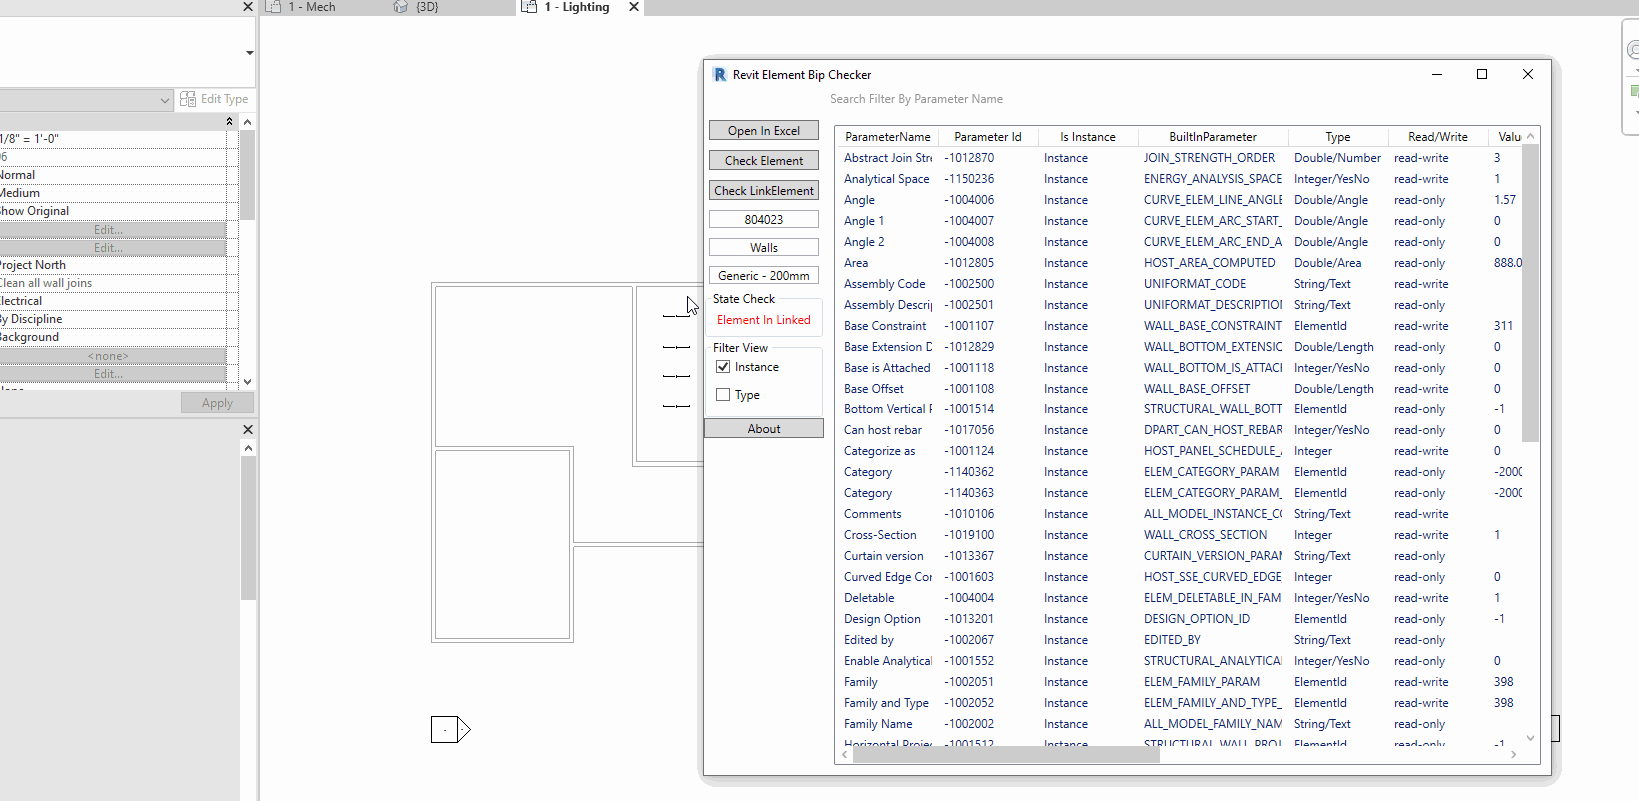 1 - Mech
{3D}
1 - Lighting
Edit Type
1/8" = 1'-0"
Normal
Medium
Show Original
Edit...
Edit...
Project North
Clean all wall joins
Electrical
By Discipline
Background
<none>
Edit...
Apply
Revit Element Bip Checker
Search Filter By Parameter Name
Open In Excel
Check Element
Check LinkElement
804023
Walls
Generic - 200mm
State Check
Element In Linked
Filter View
Instance
Type
About
ParameterName Parameter Id Is Instance BuiltInParameter Type Read/Write Valu
Abstract Join Stre -1012870 Instance JOIN_STRENGTH_ORDER Double/Number read-write 3
Analytical Space -1150236 Instance ENERGY_ANALYSIS_SPACE Integer/YesNo read-write 1
Angle -1004006 Instance CURVE_ELEM_LINE_ANGLE Double/Angle read-only 1.57
Angle 1 -1004007 Instance CURVE_ELEM_ARC_START_ Double/Angle read-only 0
Angle 2 -1004008 Instance CURVE_ELEM_ARC_END_A Double/Angle read-only 0
Area -1012805 Instance HOST_AREA_COMPUTED Double/Area read-only 888.0
Assembly Code -1002500 Instance UNIFORMAT_CODE String/Text read-write
Assembly Descrip -1002501 Instance UNIFORMAT_DESCRIPTION String/Text read-only
Base Constraint -1001107 Instance WALL_BASE_CONSTRAINT ElementId read-write 311
Base Extension D -1012829 Instance WALL_BOTTOM_EXTENSIC Double/Length read-only 0
Base is Attached -1001118 Instance WALL_BOTTOM_IS_ATTACH Integer/YesNo read-only 0
Base Offset -1001108 Instance WALL_BASE_OFFSET Double/Length read-write 0
Bottom Vertical P -1001514 Instance STRUCTURAL_WALL_BOTT ElementId read-only -1
Can host rebar -1017056 Instance DPART_CAN_HOST_REBAR Integer/YesNo read-only 0
Categorize as -1001124 Instance HOST_PANEL_SCHEDULE_ Integer read-write 0
Category -1140362 Instance ELEM_CATEGORY_PARAM ElementId read-only -2000
Category -1140363 Instance ELEM_CATEGORY_PARAM_ ElementId read-only -2000
Comments -1010106 Instance ALL_MODEL_INSTANCE_CO String/Text read-write
Cross-Section -1019100 Instance WALL_CROSS_SECTION Integer read-write 1
Curtain version -1013367 Instance CURTAIN_VERSION_PARAM String/Text read-only
Curved Edge Con -1001603 Instance HOST_SSE_CURVED_EDGE_ Integer read-only 0
Deletable -1004004 Instance ELEM_DELETABLE_IN_FAM Integer/YesNo read-write 1
Design Option -1013201 Instance DESIGN_OPTION_ID ElementId read-only -1
Edited by -1002067 Instance EDITED_BY String/Text read-only
Enable Analytical -1001552 Instance STRUCTURAL_ANALYTICAL Integer/YesNo read-only 0
Family -1002051 Instance ELEM_FAMILY_PARAM ElementId read-write 398
Family and Type -1002052 Instance ELEM_FAMILY_AND_TYPE_ ElementId read-write 398
Family Name -1002002 Instance ALL_MODEL_FAMILY_NAM String/Text read-only
Horizontal Projec -1001512 Instance STRUCTURAL_WALL_PROJ ElementId read-only -1